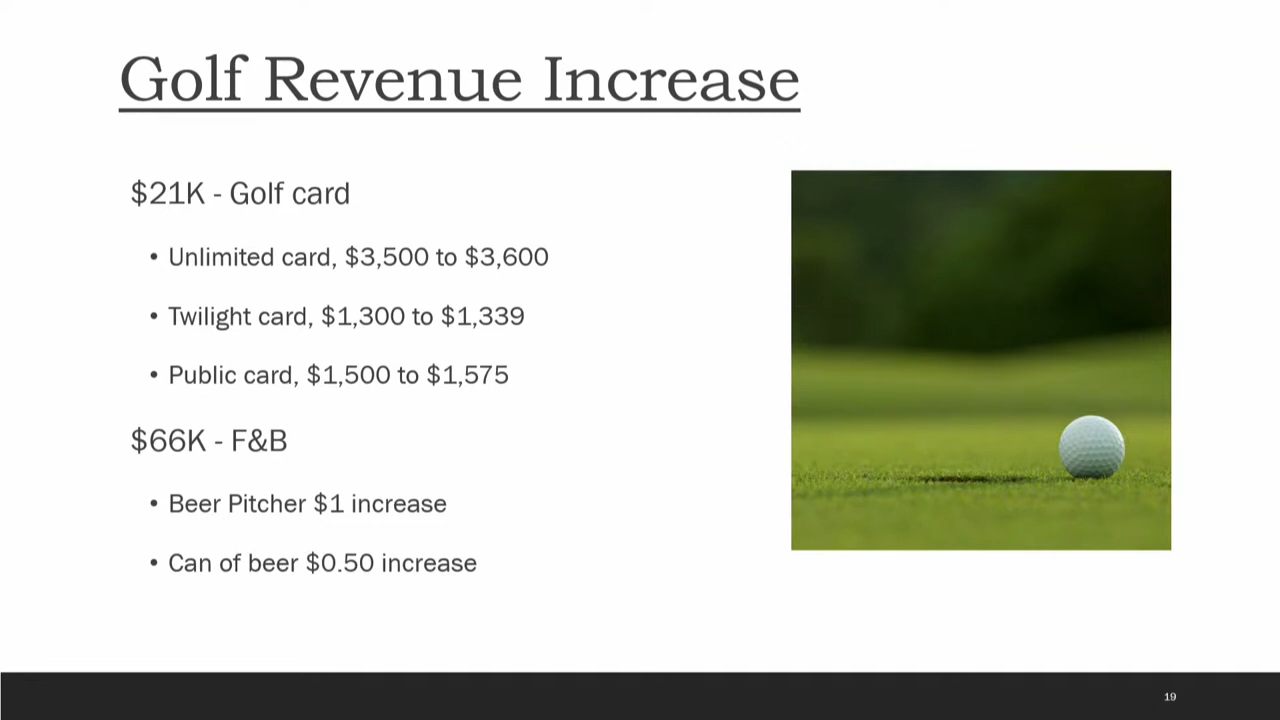 Golf Revenue Increase
$21K - Golf card
• Unlimited card, $3,500 to $3,600
• Twilight card, $1,300 to $1,339
• Public card, $1,500 to $1,575
$66K - F&B
• Beer Pitcher $1 increase
• Can of beer $0.50 increase
19